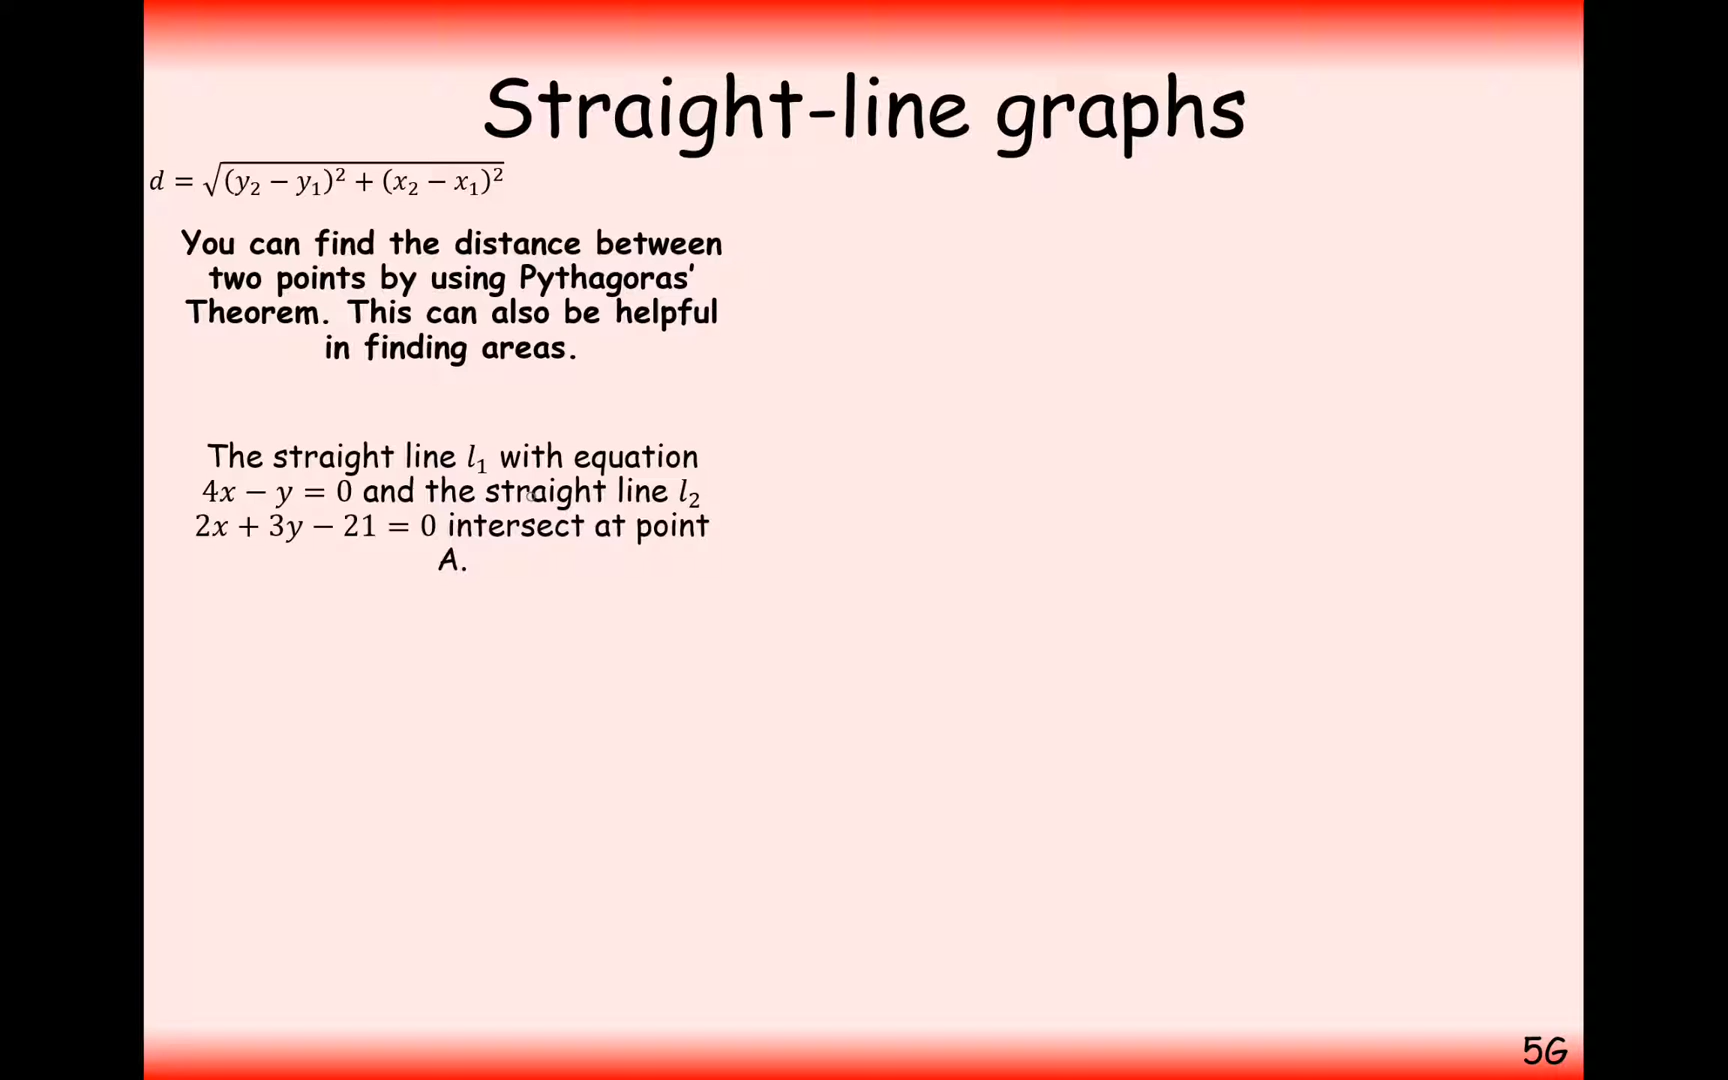 Straight-line graphs
d = √(y₂ − y₁)² + (x₂ − x₁)²
You can find the distance between
two points by using Pythagoras’
Theorem. This can also be helpful
in finding areas.
The straight line l₁ with equation
4x − y = 0 and the straight line l₂
2x + 3y − 21 = 0 intersect at point
A.
5G